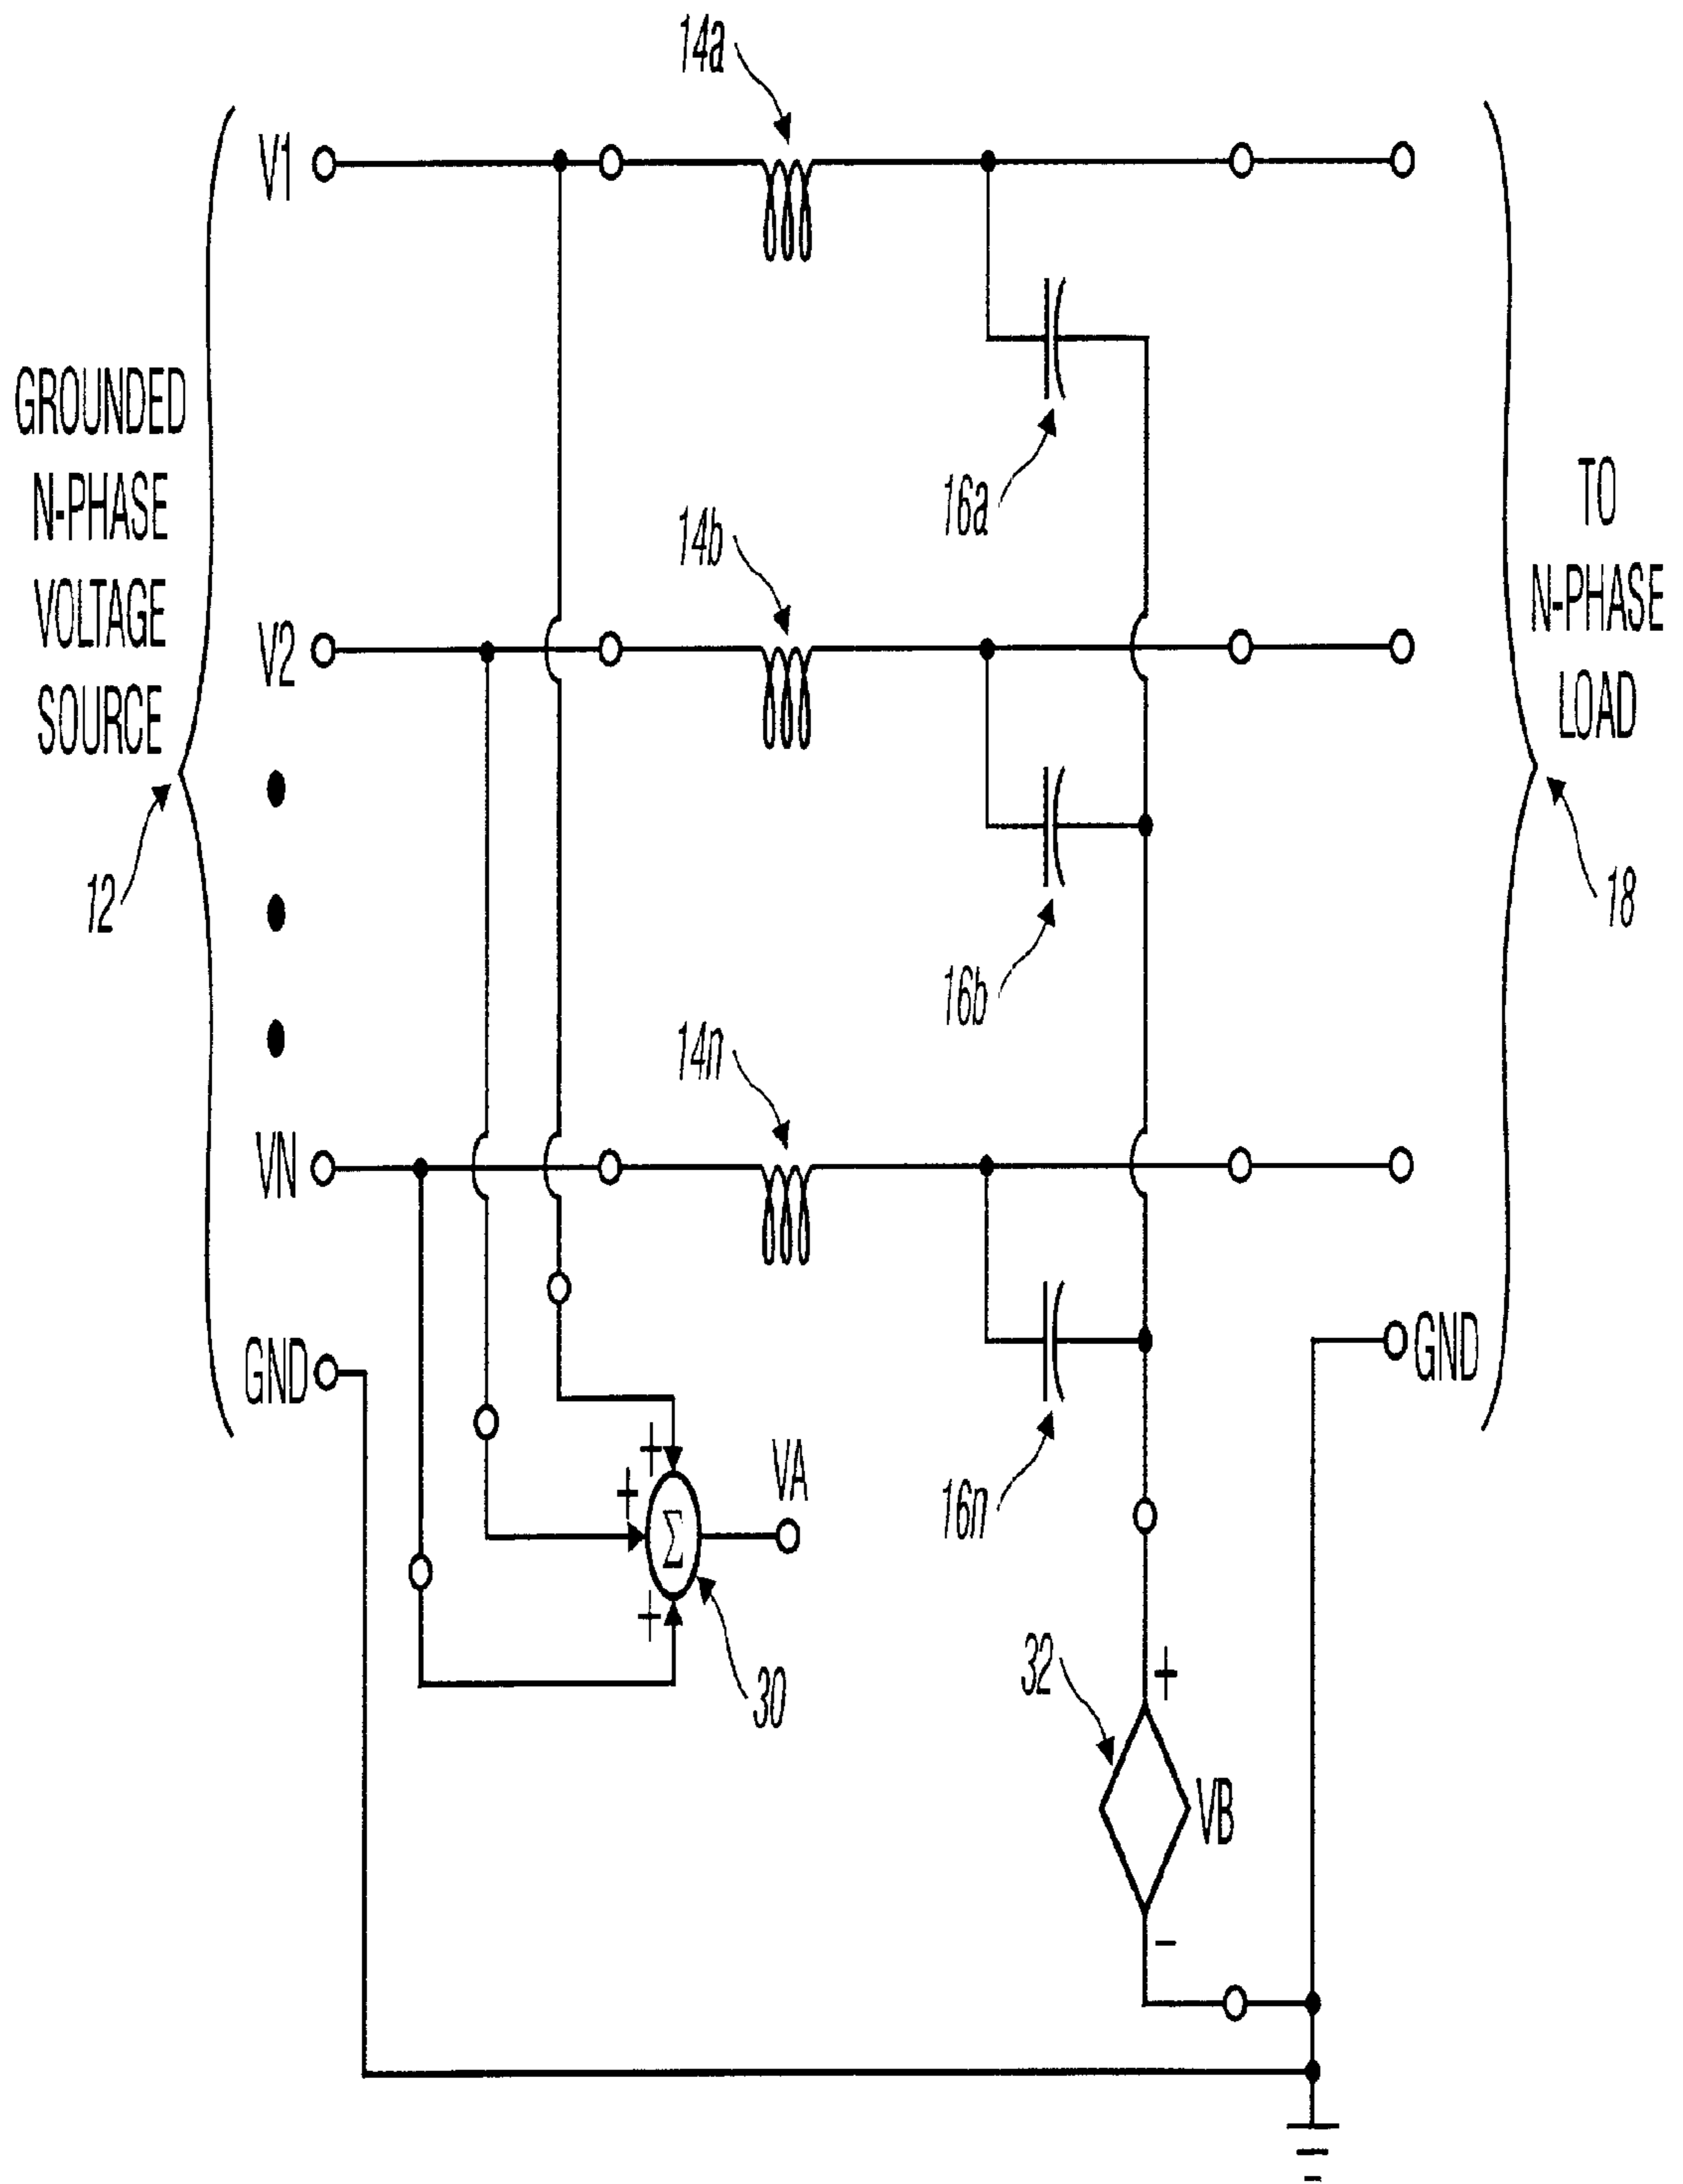 14a
V1
GROUNDED
N-PHASE
VOLTAGE
SOURCE
16a
TO
N-PHASE
LOAD
14b
V2
12
16b
18
14n
VN
GND
GND
+
+
+
Σ
VA
16n
30
32
+
VB
-